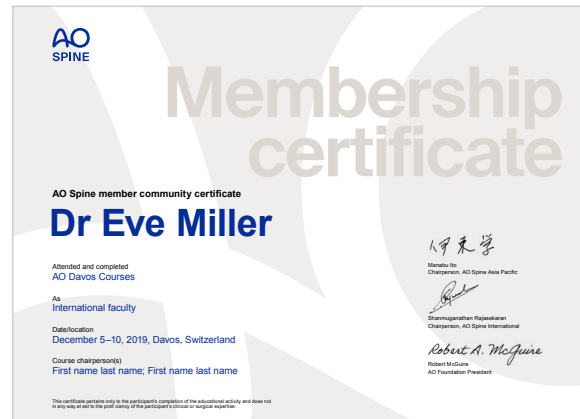 AO
SPINE
Membership
certificate
AO Spine member community certificate
Dr Eve Miller
Attended and completed
AO Davos Courses
As
International faculty
Date/location
December 5–10, 2019, Davos, Switzerland
Course chairperson(s)
First name last name; First name last name
This certificate pertains only to the participant's completion of the educational activity and does not
in any way at est to the profi ciency of the participant's clinical or surgical expertise.
Manabu Ito
Chairperson, AO Spine Asia Pacific
Shanmuganathan Rajasekaran
Chairperson, AO Spine International
Robert A. McGuire
Robert McGuire
AO Foundation President